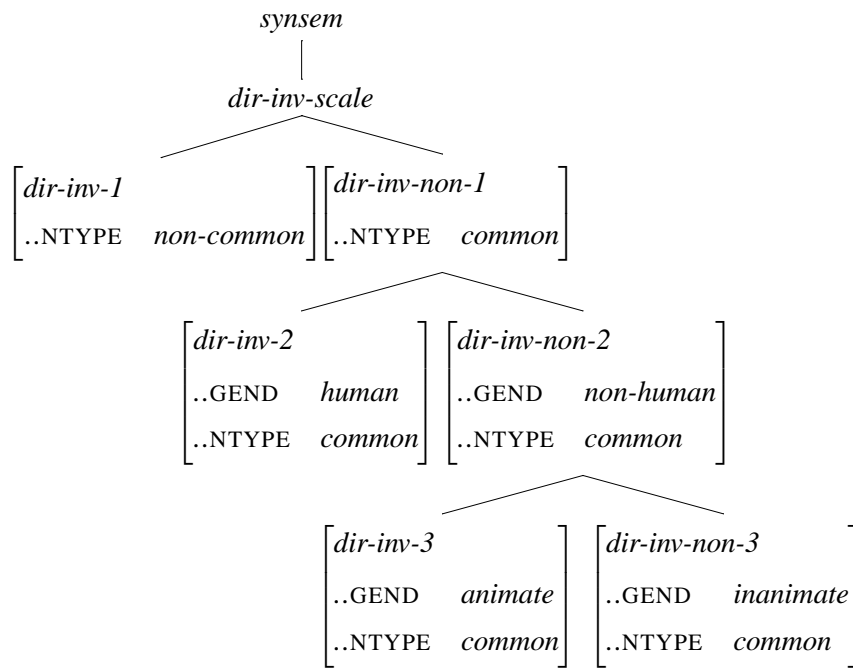 synsem
dir-inv-scale
dir-inv-1 dir-inv-non-1
..NTYPE non-common ..NTYPE common
dir-inv-2 dir-inv-non-2
..GEND human ..GEND non-human
..NTYPE common ..NTYPE common
dir-inv-3 dir-inv-non-3
..GEND animate ..GEND inanimate
..NTYPE common ..NTYPE common